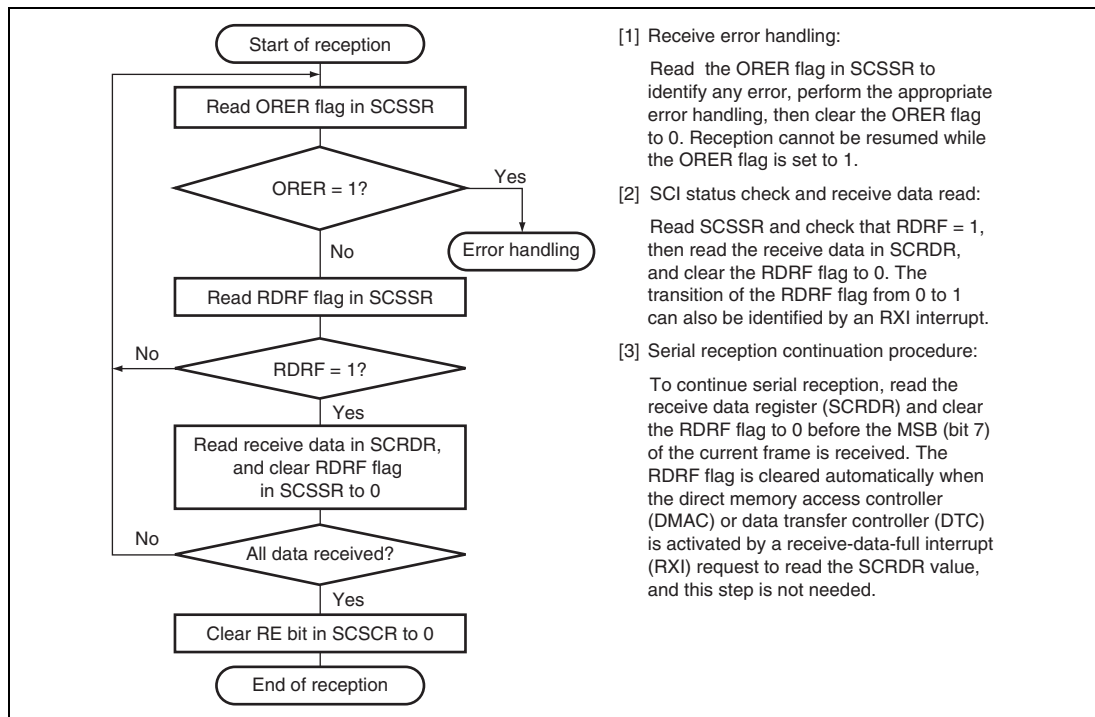 Start of reception
Read ORER flag in SCSSR
ORER = 1?
Yes
Error handling
No
Read RDRF flag in SCSSR
No
RDRF = 1?
Yes
Read receive data in SCRDR,
and clear RDRF flag
in SCSSR to 0
No
All data received?
Yes
Clear RE bit in SCSCR to 0
End of reception
[1] Receive error handling:
Read the ORER flag in SCSSR to
identify any error, perform the appropriate
error handling, then clear the ORER flag
to 0. Reception cannot be resumed while
the ORER flag is set to 1.
[2] SCI status check and receive data read:
Read SCSSR and check that RDRF = 1,
then read the receive data in SCRDR,
and clear the RDRF flag to 0. The
transition of the RDRF flag from 0 to 1
can also be identified by an RXI interrupt.
[3] Serial reception continuation procedure:
To continue serial reception, read the
receive data register (SCRDR) and clear
the RDRF flag to 0 before the MSB (bit 7)
of the current frame is received. The
RDRF flag is cleared automatically when
the direct memory access controller
(DMAC) or data transfer controller (DTC)
is activated by a receive-data-full interrupt
(RXI) request to read the SCRDR value,
and this step is not needed.